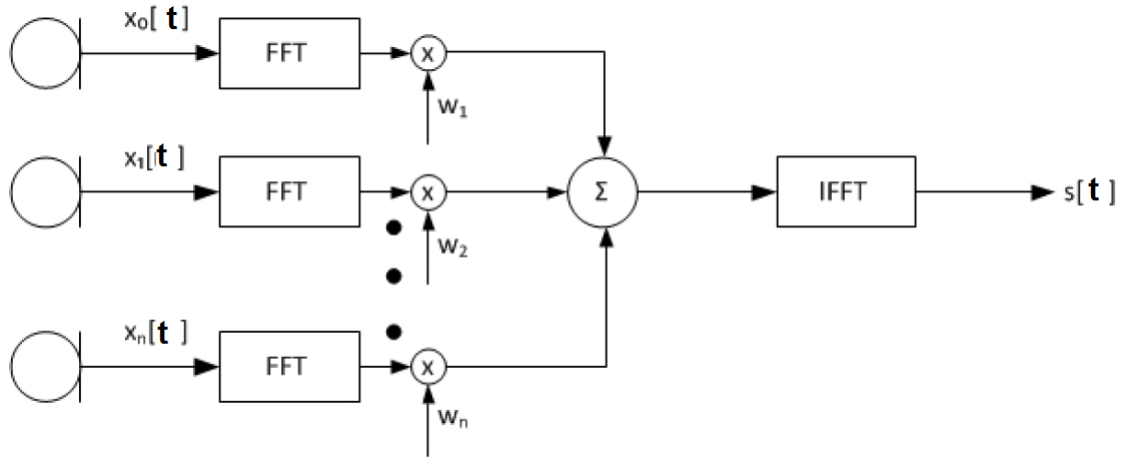 x₀[ t ]
FFT
x
w₁
x₁[ t ]
FFT
x
w₂
Σ
IFFT
s[ t ]
xₙ[ t ]
FFT
x
wₙ